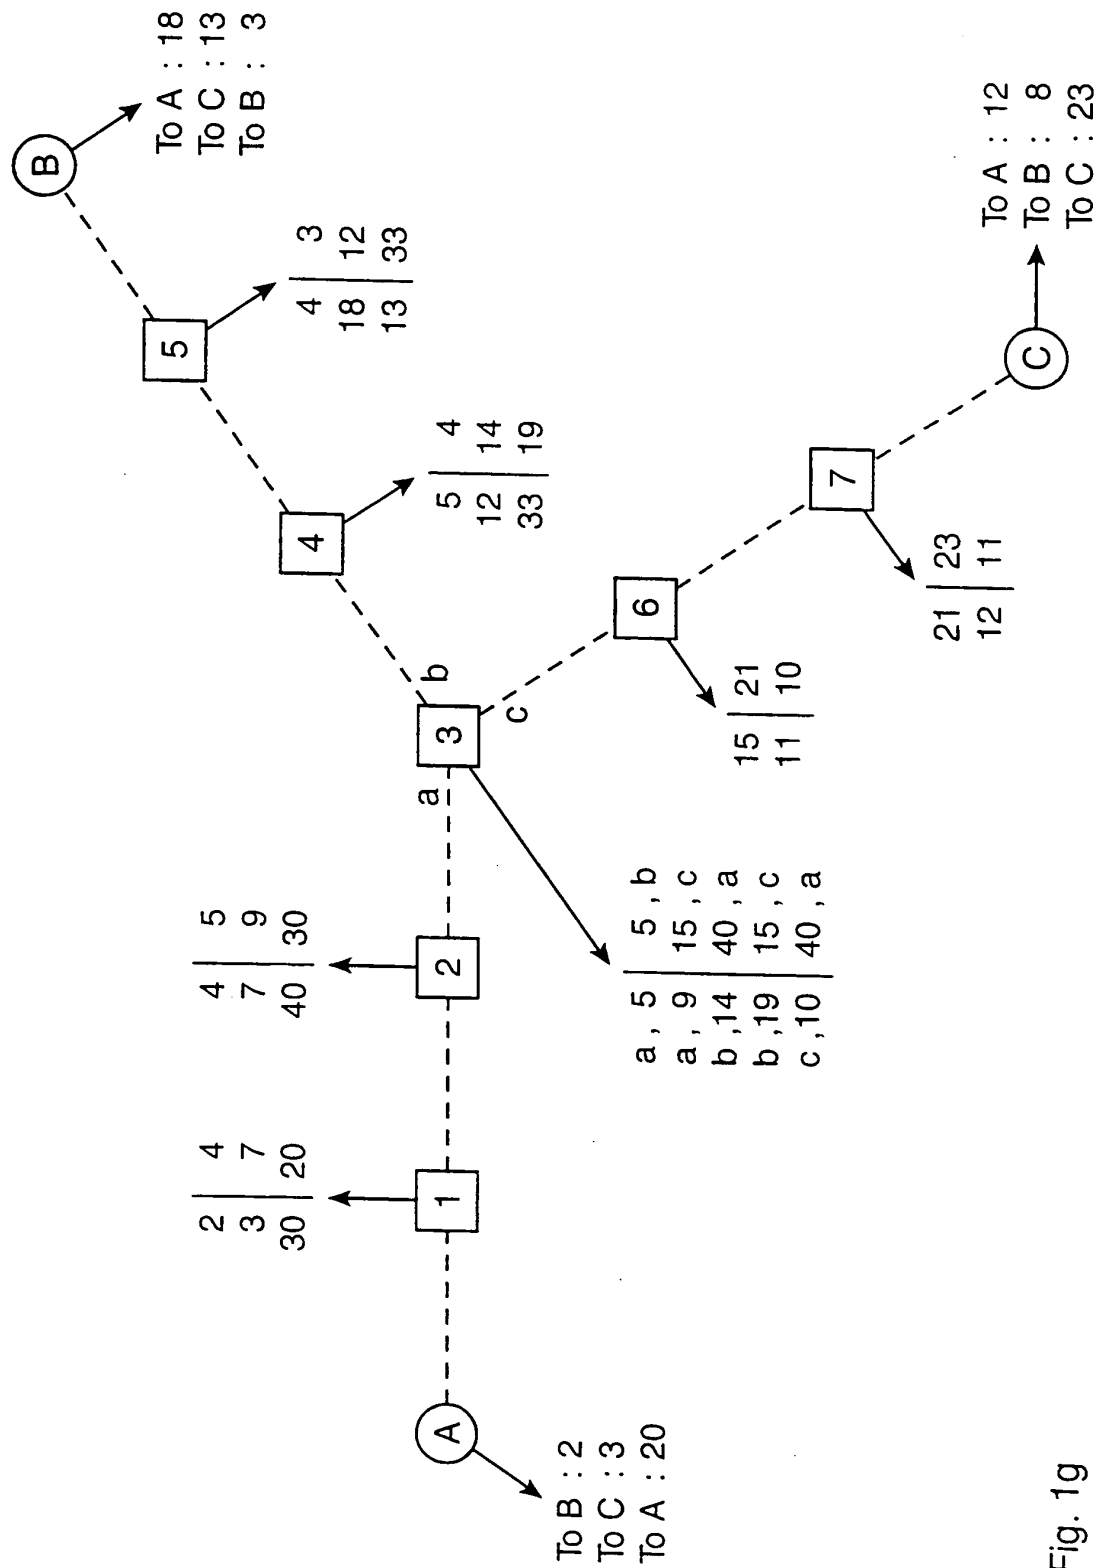 To B : 2
To C : 3
To A : 20
A
1
2 | 4
3 | 7
30 | 20
2
4 | 5
7 | 9
40 | 30
a
3
b
c
a , 5 | 5 , b
a , 9 | 15 , c
b ,14 | 40 , a
b ,19 | 15 , c
c ,10 | 40 , a
4
5 | 4
12 | 14
33 | 19
5
4 | 3
18 | 12
13 | 33
B
To A : 18
To C : 13
To B : 3
6
15 | 21
11 | 10
7
21 | 23
12 | 11
C
To A : 12
To B : 8
To C : 23
Fig. 1g